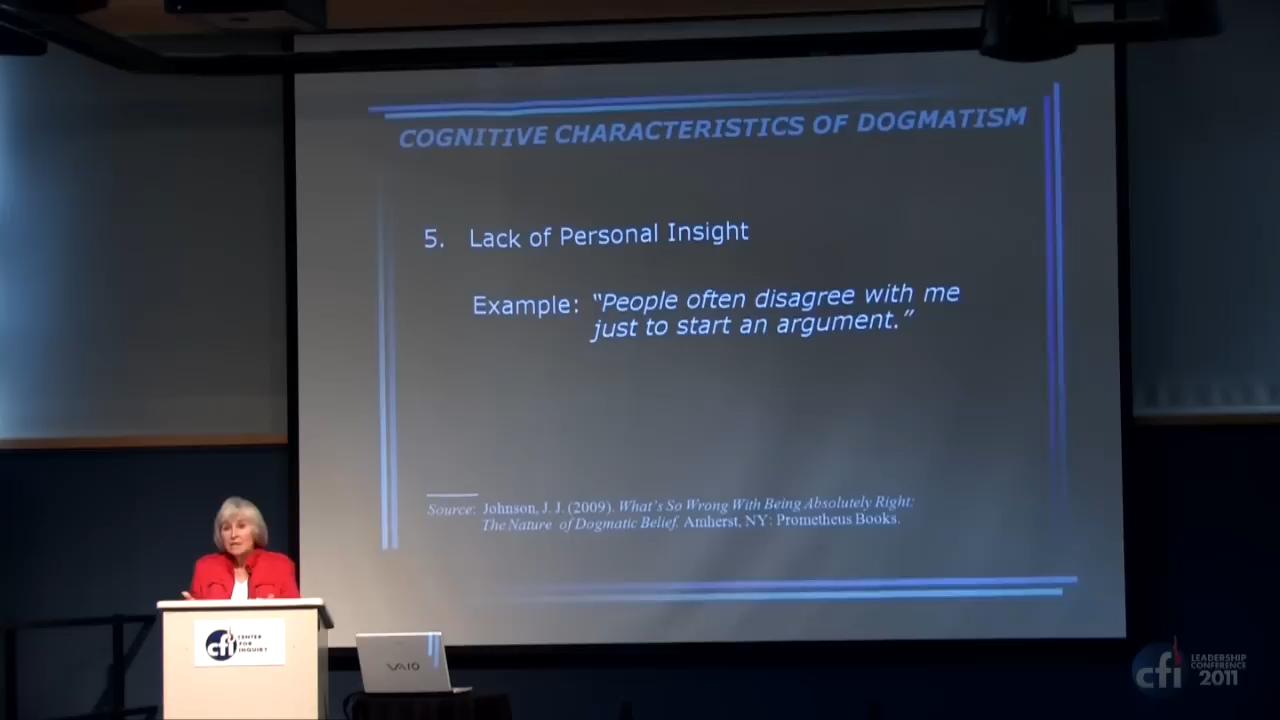 COGNITIVE CHARACTERISTICS OF DOGMATISM
5. Lack of Personal Insight
Example: “People often disagree with me
just to start an argument.”
Source: Johnson, J. J. (2009). What's So Wrong With Being Absolutely Right:
The Nature of Dogmatic Belief. Amherst, NY: Prometheus Books.
cfi CENTER
FOR
INQUIRY
VAIO
cfi LEADERSHIP
CONFERENCE
2011